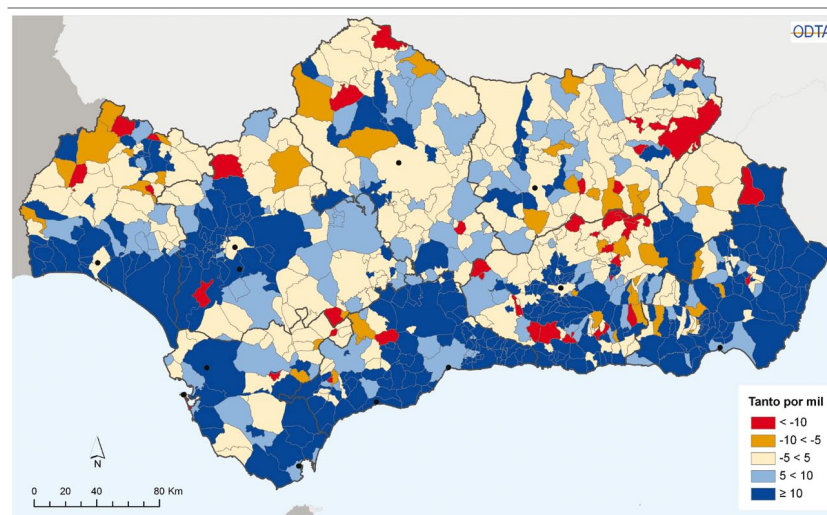 ODTA
Tanto por mil
< -10
-10 < -5
-5 < 5
5 < 10
≥ 10
N
0 20 40 80 Km